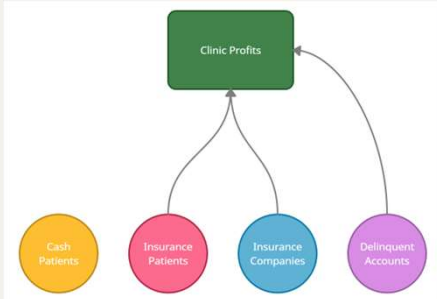 Clinic Profits
Cash
Patients
Insurance
Patients
Insurance
Companies
Delinquent
Accounts